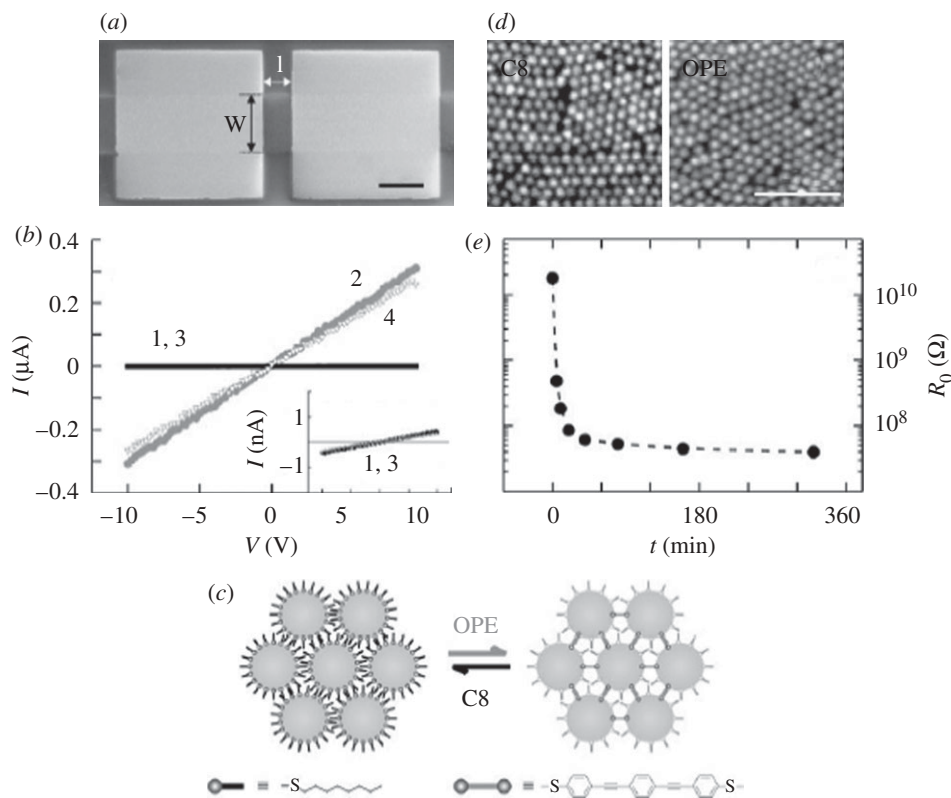 (a)
l
W
(d)
C8
OPE
(b)
0.4
0.2
0
−0.2
−0.4
I (μA)
2
4
1, 3
I (nA)
1
−1
1, 3
−10
−5
0
5
10
V (V)
(e)
10^10
10^9
10^8
R_0 (Ω)
0
180
360
t (min)
(c)
OPE
C8
≡ –S
≡ –S S–